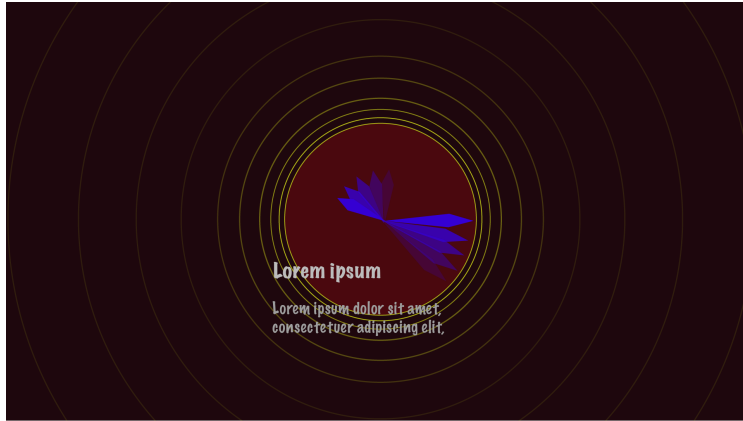 Lorem ipsum
Lorem ipsum dolor sit amet,
consectetuer adipiscing elit,